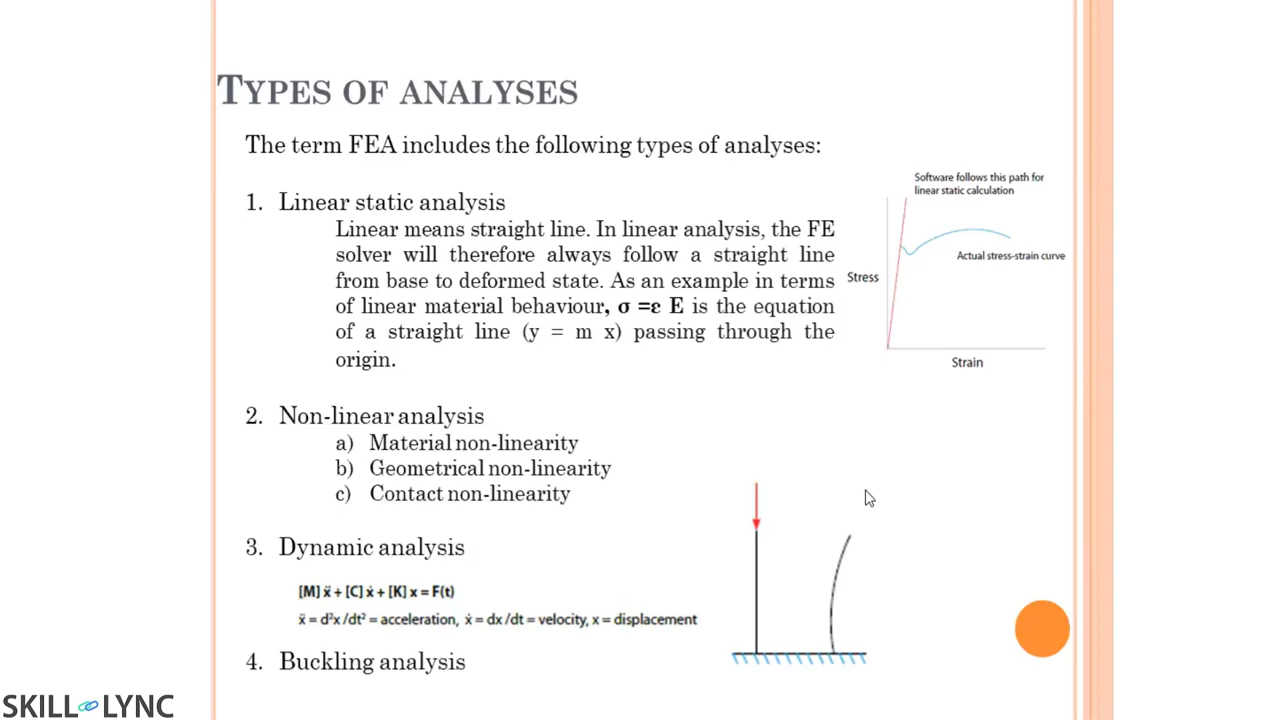 TYPES OF ANALYSES
The term FEA includes the following types of analyses:
1. Linear static analysis
Linear means straight line. In linear analysis, the FE
solver will therefore always follow a straight line
from base to deformed state. As an example in terms
of linear material behaviour, σ =ε E is the equation
of a straight line (y = m x) passing through the
origin.
Software follows this path for
linear static calculation
Actual stress-strain curve
Stress
Strain
2. Non-linear analysis
a) Material non-linearity
b) Geometrical non-linearity
c) Contact non-linearity
3. Dynamic analysis
[M] ẍ + [C] ẋ + [K] x = F(t)
ẍ = d²x /dt² = acceleration, ẋ = dx /dt = velocity, x = displacement
4. Buckling analysis
SKILL LYNC